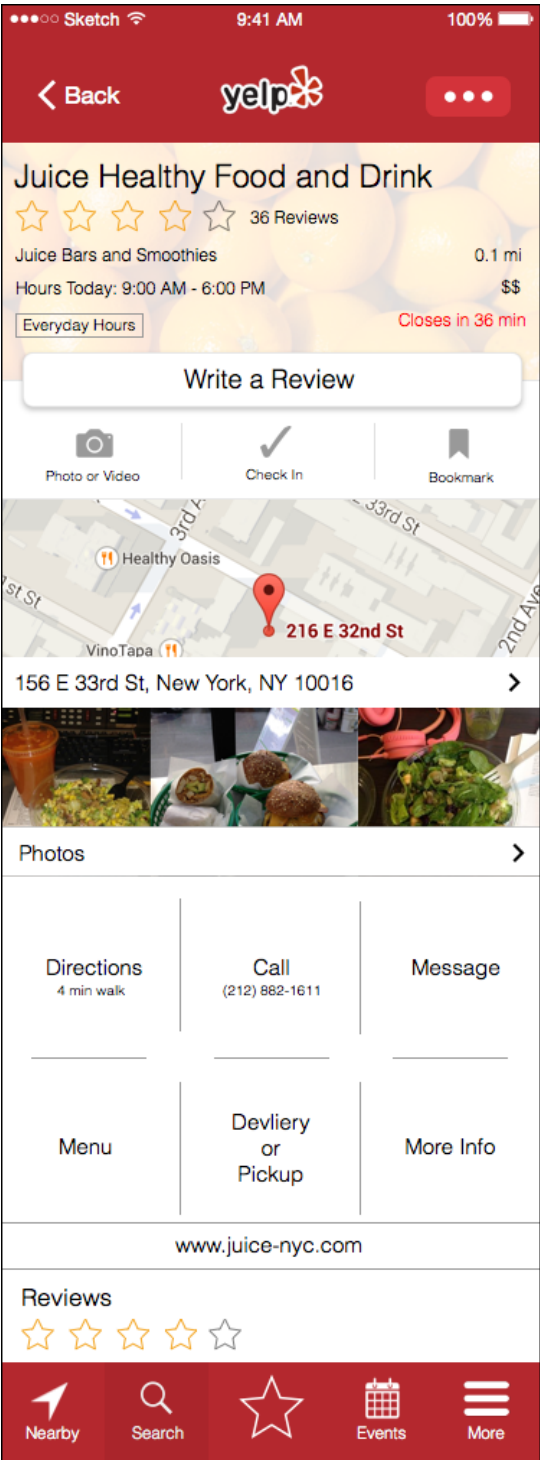 Sketch 9:41 AM 100%
Back yelp
Juice Healthy Food and Drink
36 Reviews
Juice Bars and Smoothies 0.1 mi
Hours Today: 9:00 AM - 6:00 PM $$
Everyday Hours Closes in 36 min
Write a Review
Photo or Video Check In Bookmark
33rd St
3rd A
Healthy Oasis
1st St
216 E 32nd St
2nd Ave
VinoTapa
156 E 33rd St, New York, NY 10016
Photos
Directions Call Message
4 min walk (212) 882-1611
Devliery
Menu or More Info
Pickup
www.juice-nyc.com
Reviews
Nearby Search Events More